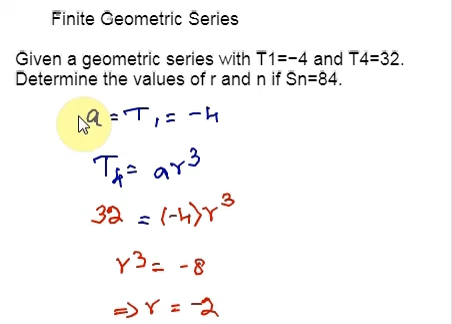 Finite Geometric Series
Given a geometric series with T1=−4 and T4=32.
Determine the values of r and n if Sn=84.
a = T₁ = -4
T₄ = ar³
32 = (-4)r³
r³ = -8
=> r = -2